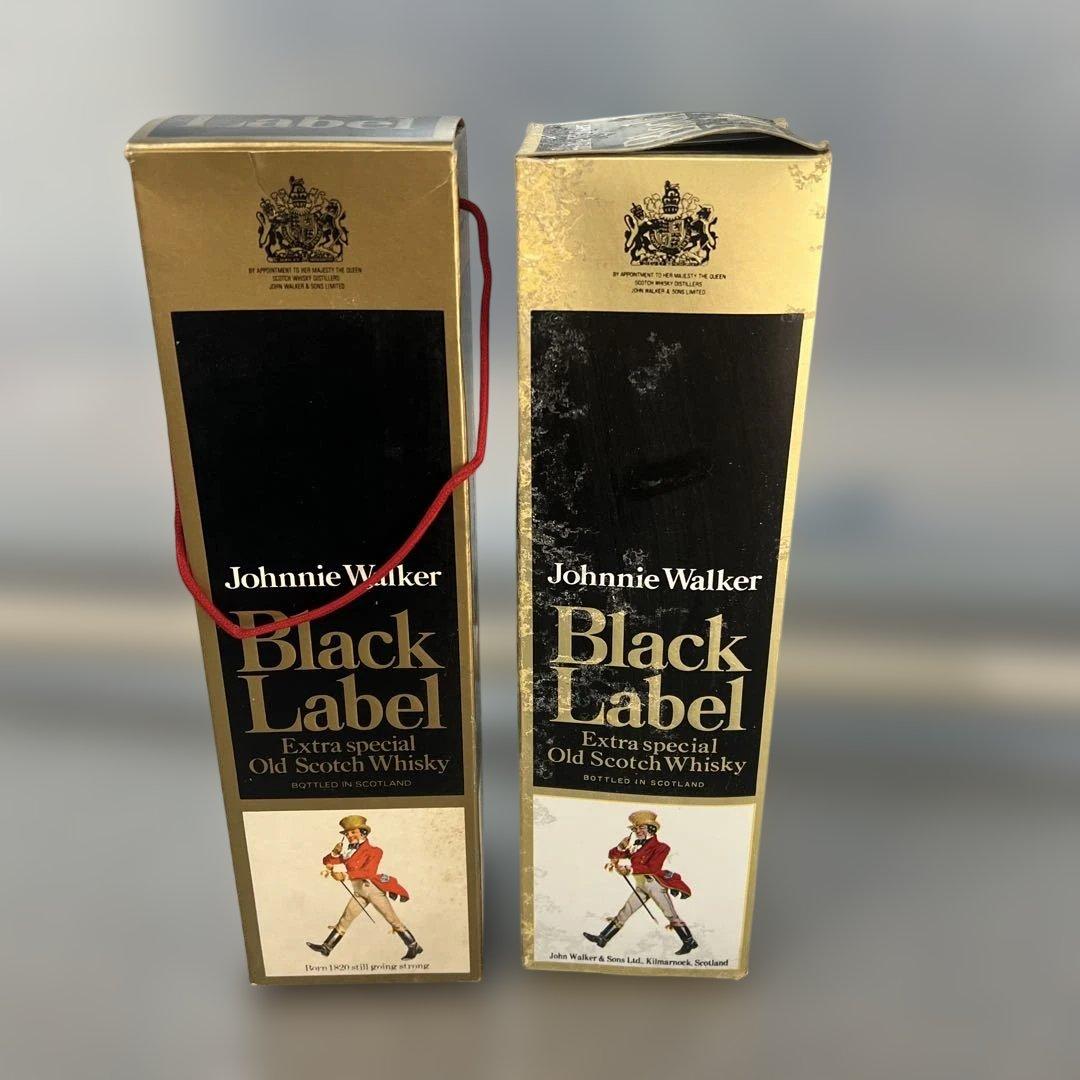 Label
BY APPOINTMENT TO HER MAJESTY THE QUEEN
SCOTCH WHISKY DISTILLERS
JOHN WALKER & SONS LIMITED
Johnnie Walker
Black
Label
Extra special
Old Scotch Whisky
BOTTLED IN SCOTLAND
Born 1820 still going strong
BY APPOINTMENT TO HER MAJESTY THE QUEEN
SCOTCH WHISKY DISTILLERS
JOHN WALKER & SONS LIMITED
Johnnie Walker
Black
Label
Extra special
Old Scotch Whisky
BOTTLED IN SCOTLAND
John Walker & Sons Ltd., Kilmarnock, Scotland